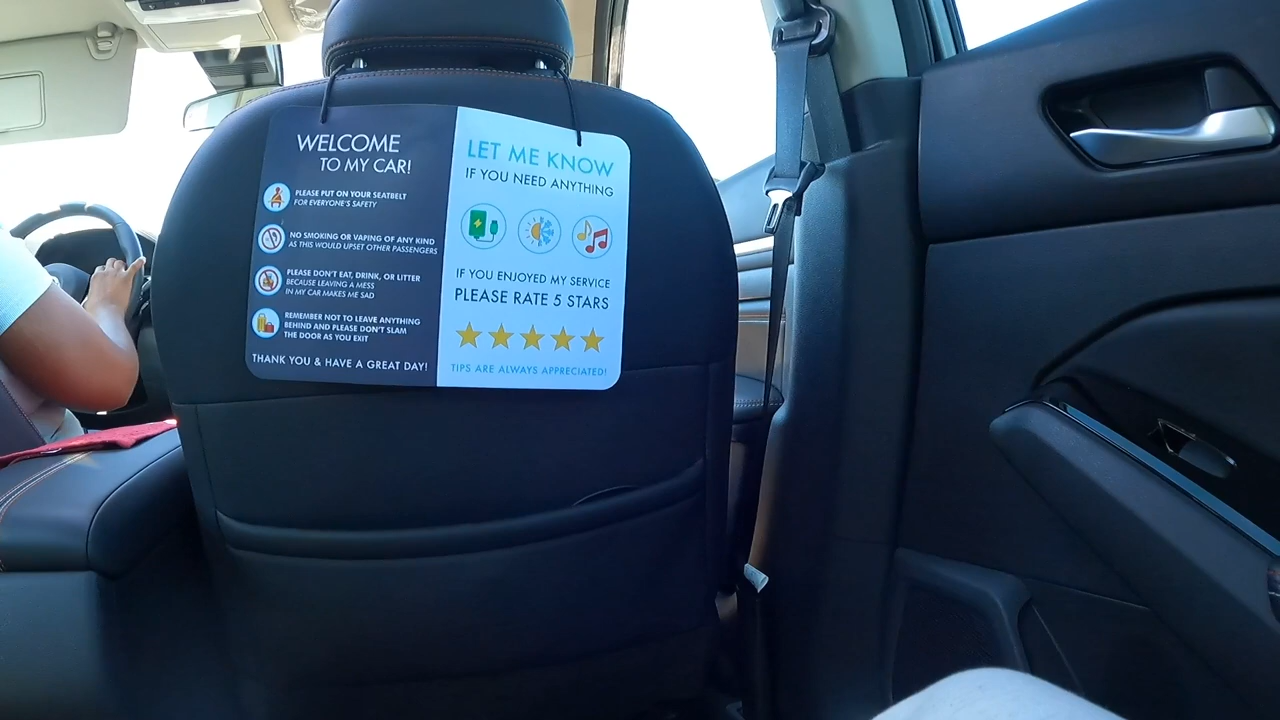 WELCOME
TO MY CAR!
PLEASE PUT ON YOUR SEATBELT
FOR EVERYONE'S SAFETY
NO SMOKING OR VAPING OF ANY KIND
AS THIS WOULD UPSET OTHER PASSENGERS
PLEASE DON'T EAT, DRINK, OR LITTER
BECAUSE LEAVING A MESS
IN MY CAR MAKES ME SAD
REMEMBER NOT TO LEAVE ANYTHING
BEHIND AND PLEASE DON'T SLAM
THE DOOR AS YOU EXIT
THANK YOU & HAVE A GREAT DAY!
LET ME KNOW
IF YOU NEED ANYTHING
IF YOU ENJOYED MY SERVICE
PLEASE RATE 5 STARS
TIPS ARE ALWAYS APPRECIATED!